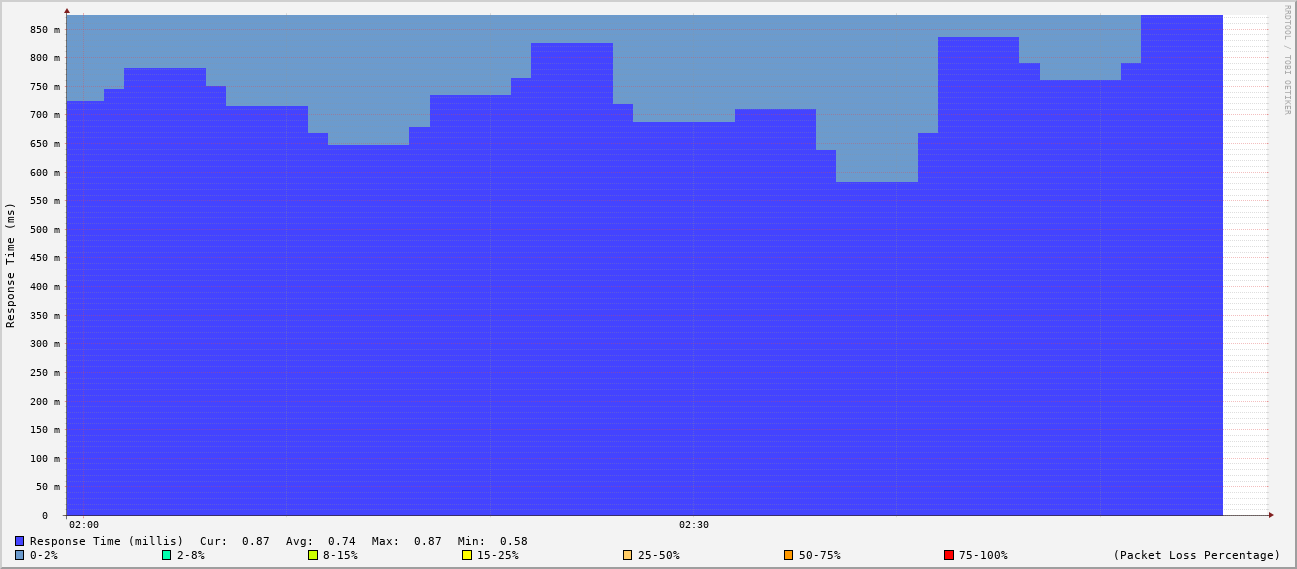 RRDTOOL / TOBI OETIKER
Response Time (ms)
850 m
800 m
750 m
700 m
650 m
600 m
550 m
500 m
450 m
400 m
350 m
300 m
250 m
200 m
150 m
100 m
50 m
0
02:00 02:30
Response Time (millis) Cur: 0.87 Avg: 0.74 Max: 0.87 Min: 0.58
0-2% 2-8% 8-15% 15-25% 25-50% 50-75% 75-100% (Packet Loss Percentage)